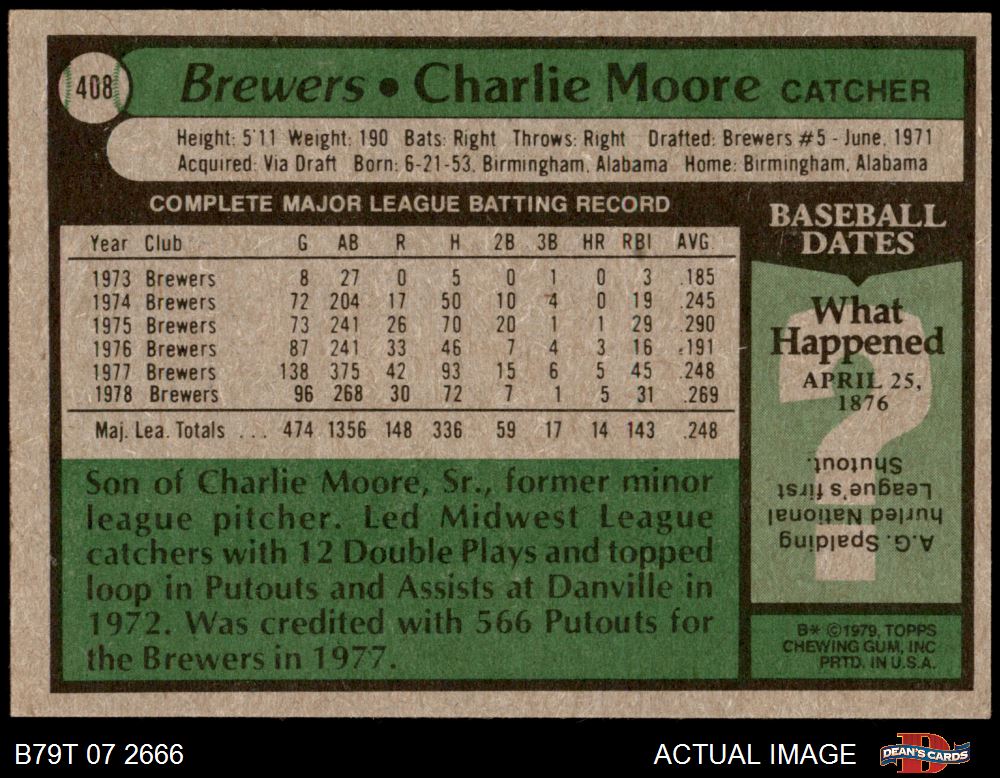 408
Brewers • Charlie Moore CATCHER
Height: 5'11 Weight: 190 Bats: Right Throws: Right Drafted: Brewers #5 - June, 1971
Acquired: Via Draft Born: 6-21-53, Birmingham, Alabama Home: Birmingham, Alabama
COMPLETE MAJOR LEAGUE BATTING RECORD
Year Club G AB R H 2B 3B HR RBI AVG.
1973 Brewers 8 27 0 5 0 1 0 3 .185
1974 Brewers 72 204 17 50 10 4 0 19 .245
1975 Brewers 73 241 26 70 20 1 1 29 .290
1976 Brewers 87 241 33 46 7 4 3 16 .191
1977 Brewers 138 375 42 93 15 6 5 45 .248
1978 Brewers 96 268 30 72 7 1 5 31 .269
Maj. Lea. Totals ... 474 1356 148 336 59 17 14 143 .248
Son of Charlie Moore, Sr., former minor
league pitcher. Led Midwest League
catchers with 12 Double Plays and topped
loop in Putouts and Assists at Danville in
1972. Was credited with 566 Putouts for
the Brewers in 1977.
BASEBALL
DATES
What
Happened
APRIL 25,
1876
A.G. Spalding
hurled National
League's first
Shutout.
B* ©1979, TOPPS
CHEWING GUM, INC
PRTD. IN U.S.A.
B79T 07 2666
ACTUAL IMAGE
DEAN'S CARDS